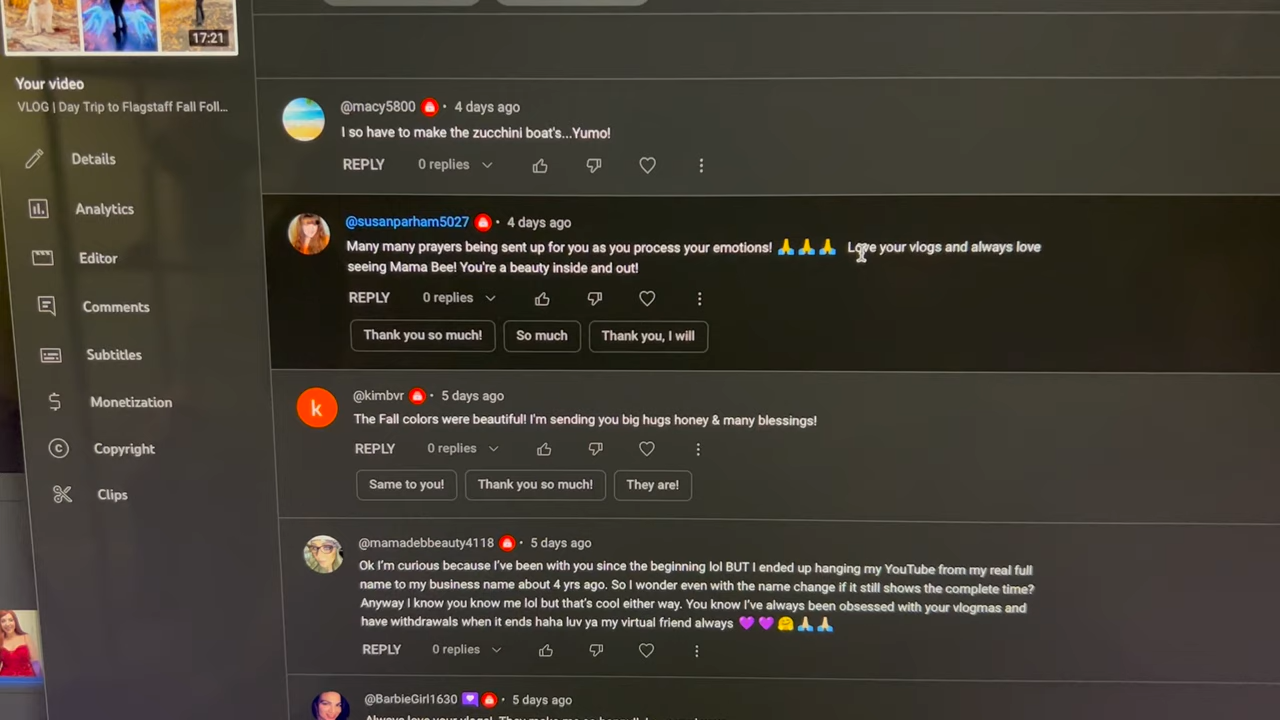 17:21
Your video
VLOG | Day Trip to Flagstaff Fall Foll...
Details
Analytics
Editor
Comments
Subtitles
Monetization
Copyright
Clips
@macy5800 • 4 days ago
I so have to make the zucchini boat's...Yumo!
REPLY 0 replies
@susanparham5027 • 4 days ago
Many many prayers being sent up for you as you process your emotions! 🙏🙏🙏 Love your vlogs and always love
seeing Mama Bee! You're a beauty inside and out!
REPLY 0 replies
Thank you so much! So much Thank you, I will
k
@kimbvr • 5 days ago
The Fall colors were beautiful! I'm sending you big hugs honey & many blessings!
REPLY 0 replies
Same to you! Thank you so much! They are!
@mamadebbeauty4118 • 5 days ago
Ok I'm curious because I've been with you since the beginning lol BUT I ended up hanging my YouTube from my real full
name to my business name about 4 yrs ago. So I wonder even with the name change if it still shows the complete time?
Anyway I know you know me lol but that's cool either way. You know I've always been obsessed with your vlogmas and
have withdrawals when it ends haha luv ya my virtual friend always 💜💜🤗🙏🏼🙏🏼
REPLY 0 replies
@BarbieGirl1630 • 5 days ago